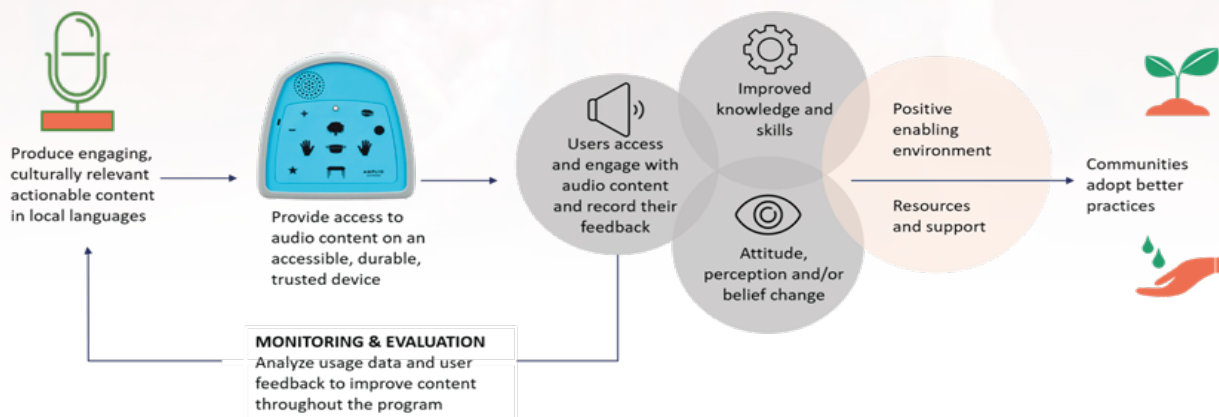 Produce engaging,
culturally relevant
actionable content
in local languages
Provide access to
audio content on an
accessible, durable,
trusted device
Users access
and engage with
audio content
and record their
feedback
Improved
knowledge and
skills
Attitude,
perception and/or
belief change
Positive
enabling
environment
Resources
and support
Communities
adopt better
practices
MONITORING & EVALUATION
Analyze usage data and user
feedback to improve content
throughout the program